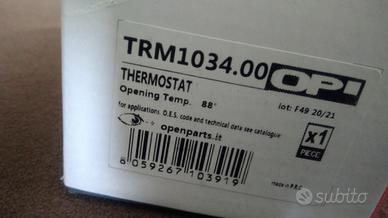 TRM1034.00
OPI
THERMOSTAT
Opening Temp. 88°
lot: F49 20/21
for applications, O.E.S. code and technical data see catalogue
openparts.it
x1
PIECE
8 059267 103919
made in P.R.C.
subito